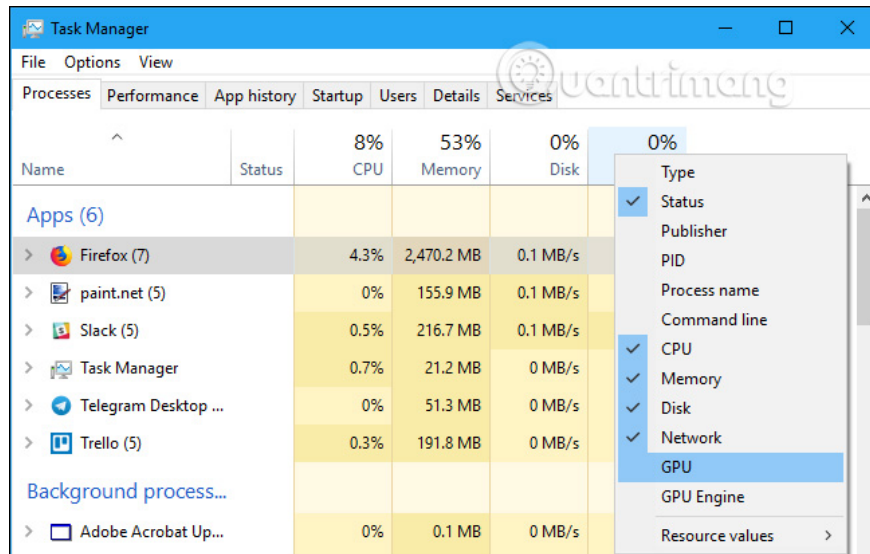 Task Manager
File Options View
Quantrimang
Processes Performance App history Startup Users Details Services
8% 53% 0% 0%
Name Status CPU Memory Disk
Apps (6)
Firefox (7) 4.3% 2,470.2 MB 0.1 MB/s
paint.net (5) 0% 155.9 MB 0.1 MB/s
Slack (5) 0.5% 216.7 MB 0.1 MB/s
Task Manager 0.7% 21.2 MB 0 MB/s
Telegram Desktop ... 0% 51.3 MB 0 MB/s
Trello (5) 0.3% 191.8 MB 0 MB/s
Background process...
Adobe Acrobat Up... 0% 0.1 MB 0 MB/s
Type
Status
Publisher
PID
Process name
Command line
CPU
Memory
Disk
Network
GPU
GPU Engine
Resource values